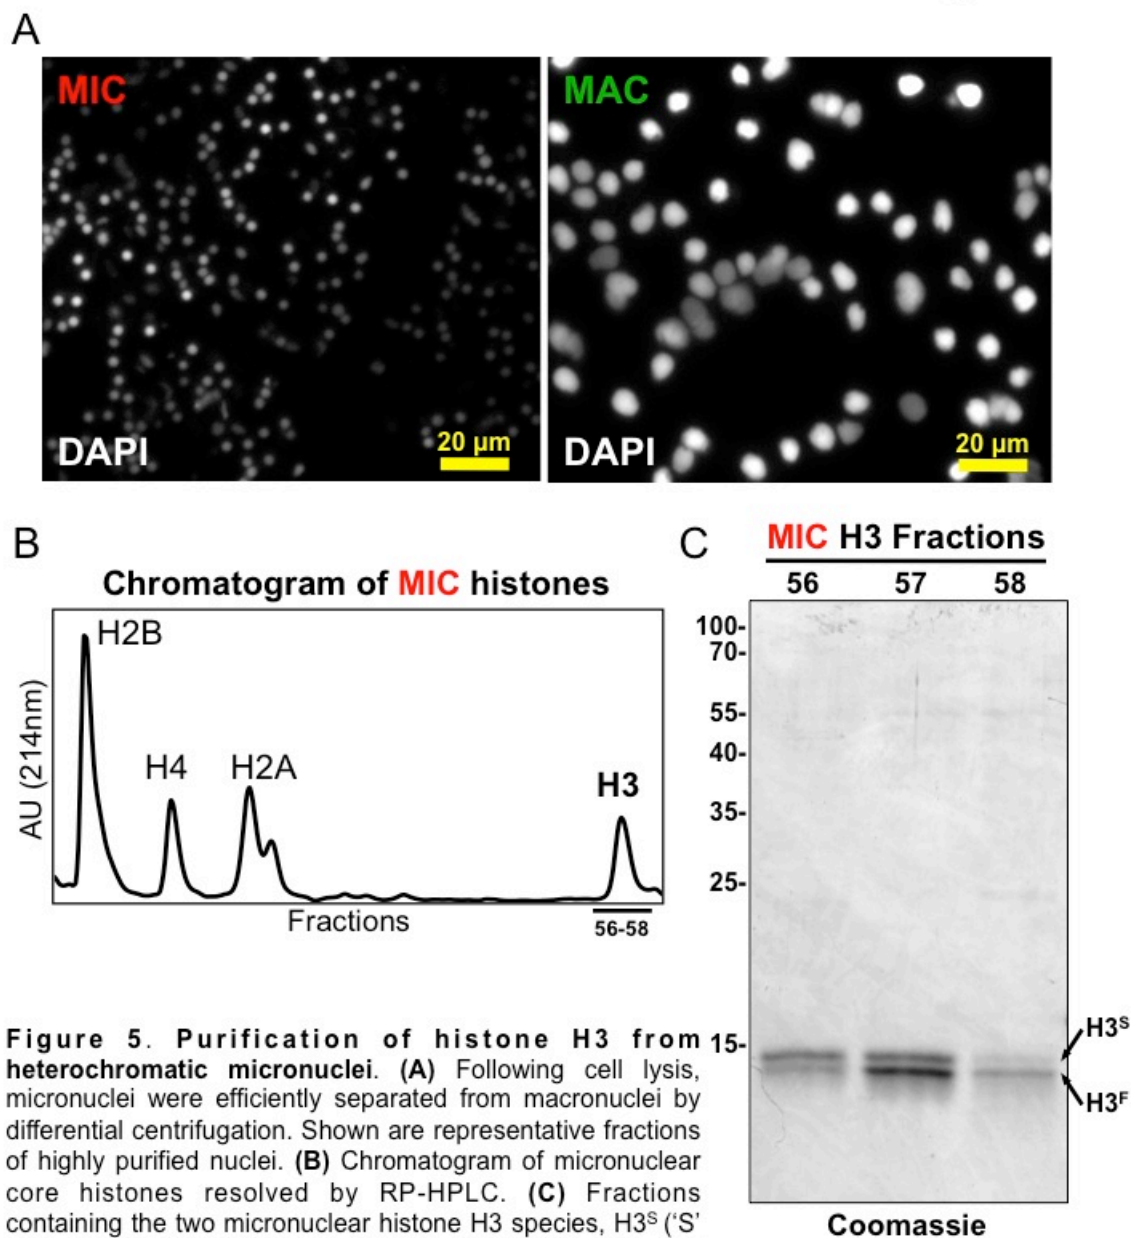 A
MIC
DAPI
20 µm
MAC
DAPI
20 µm
B
Chromatogram of MIC histones
AU (214nm)
H2B
H4
H2A
H3
Fractions
56-58
C
MIC H3 Fractions
56 57 58
100-
70-
55-
40-
35-
25-
15-
H3ˢ
H3ᶠ
Coomassie
Figure 5. Purification of histone H3 from
heterochromatic micronuclei. (A) Following cell lysis,
micronuclei were efficiently separated from macronuclei by
differential centrifugation. Shown are representative fractions
of highly purified nuclei. (B) Chromatogram of micronuclear
core histones resolved by RP-HPLC. (C) Fractions
containing the two micronuclear histone H3 species, H3ˢ (‘S’